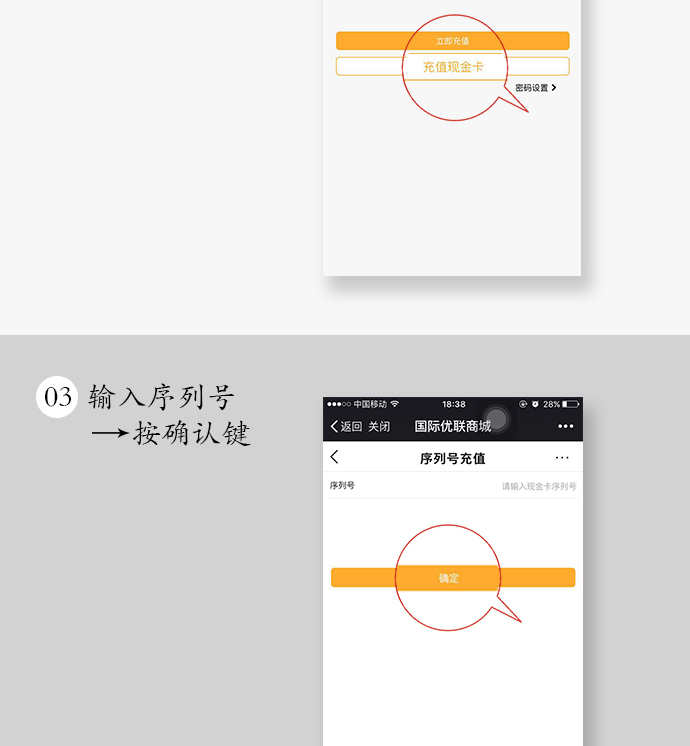 立即充值
充值现金卡
密码设置
03 输入序列号
→按确认键
中国移动 18:38 28%
返回 关闭 国际优联商城
序列号充值
序列号 请输入现金卡序列号
确定